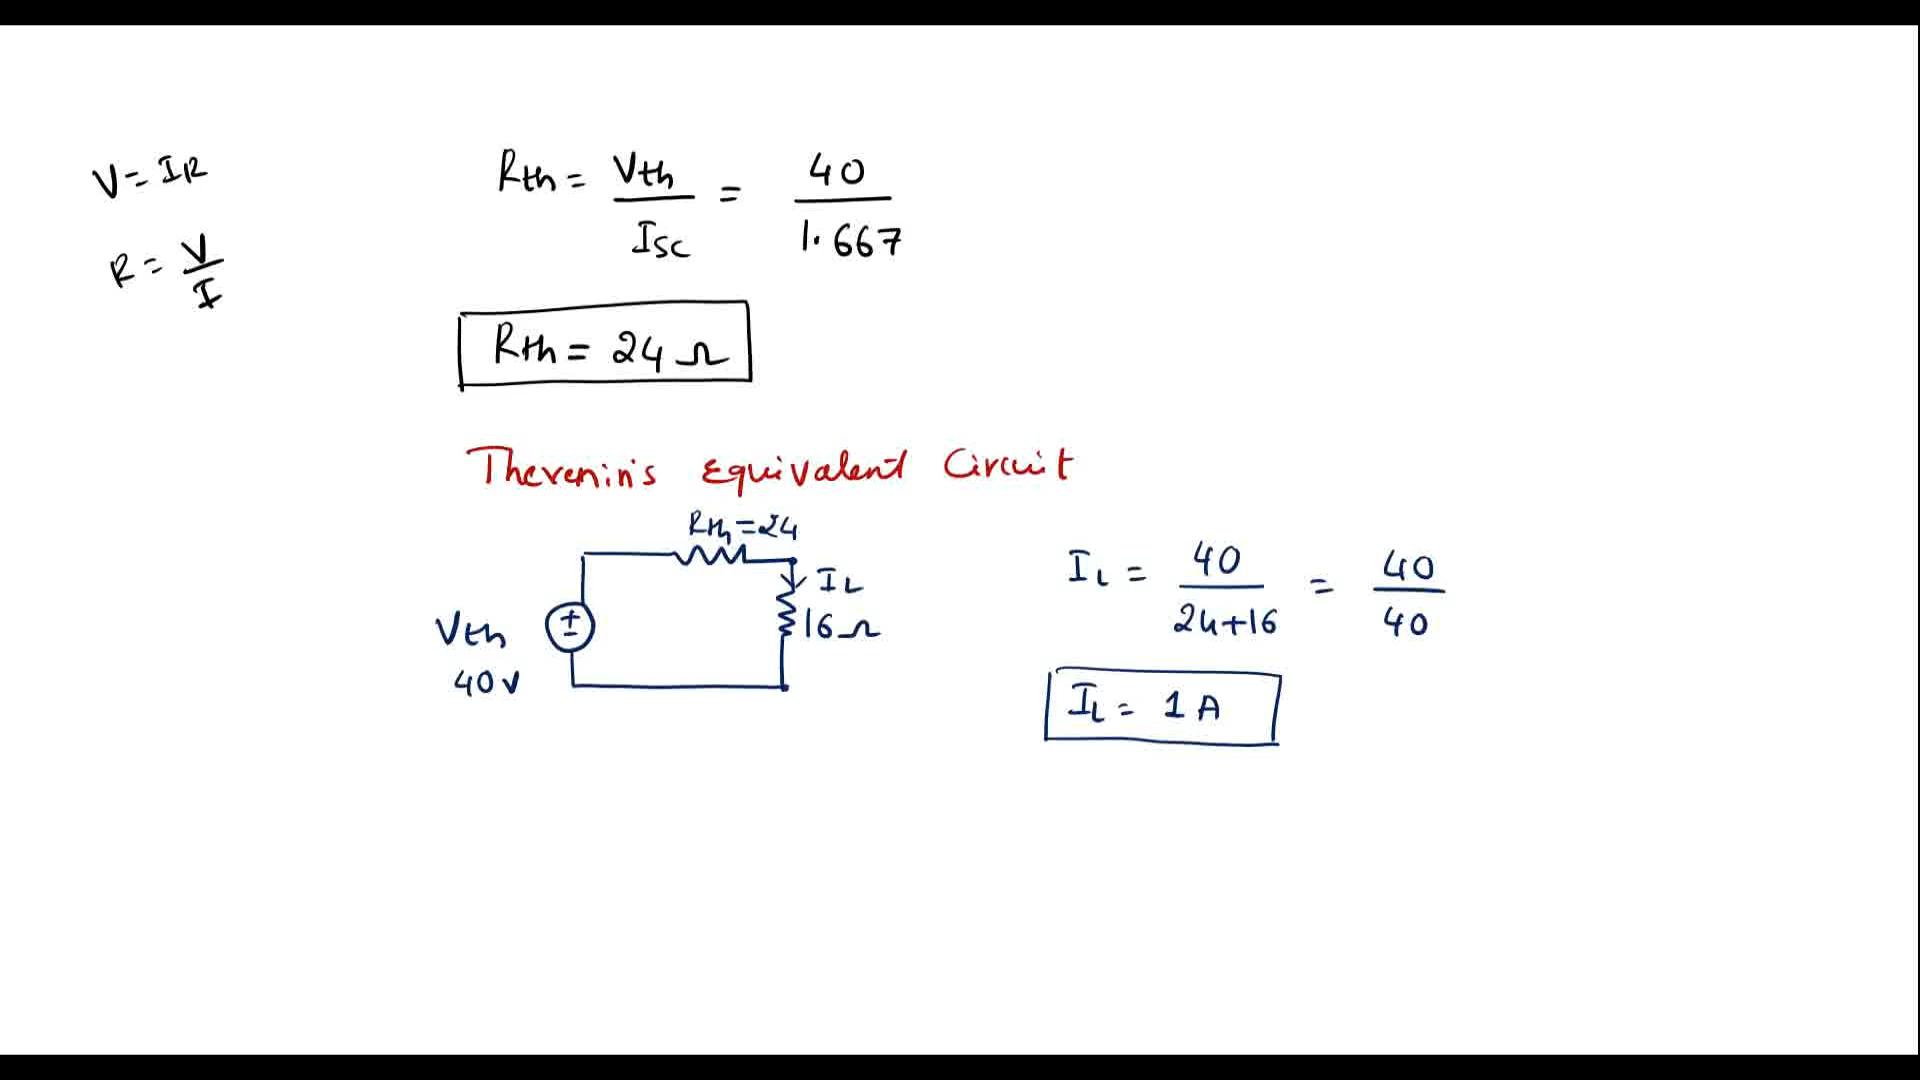 V = IR
R = V/I
Rth = Vth/Isc = 40/1.667
Rth = 24 Ω
Thevenin's Equivalent Circuit
Rth = 24
IL
16 Ω
Vth
40 V
IL = 40/24+16 = 40/40
IL = 1 A